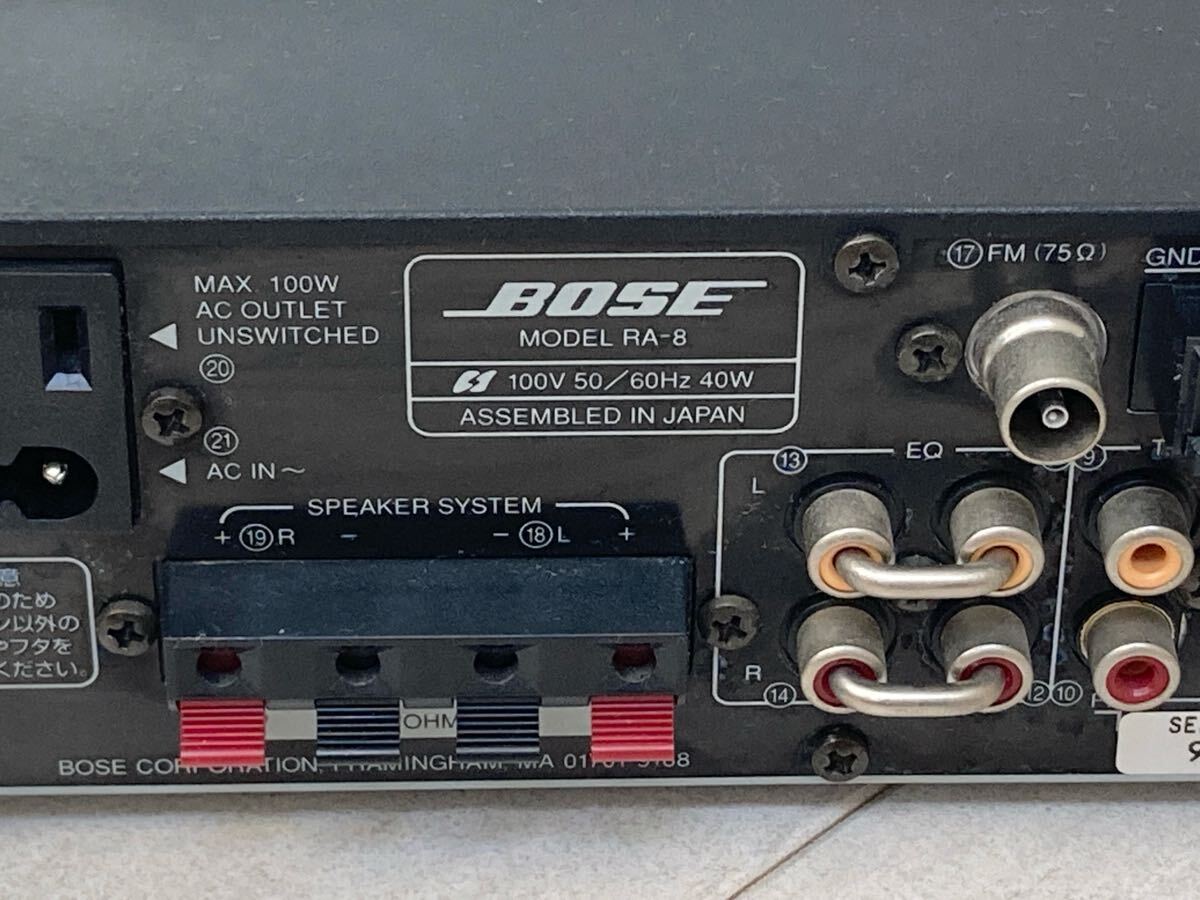 MAX. 100W
AC OUTLET
UNSWITCHED
⑳
㉑
AC IN ~
BOSE
MODEL RA-8
100V 50/60Hz 40W
ASSEMBLED IN JAPAN
⑰ FM (75Ω)
GND
SPEAKER SYSTEM
+ ⑲ R − − ⑱ L +
OHM
BOSE CORPORATION, FRAMINGHAM, MA
⑬ EQ
L
R
⑭ ⑫ ⑩
意
のため
ン以外の
やフタを
ください。